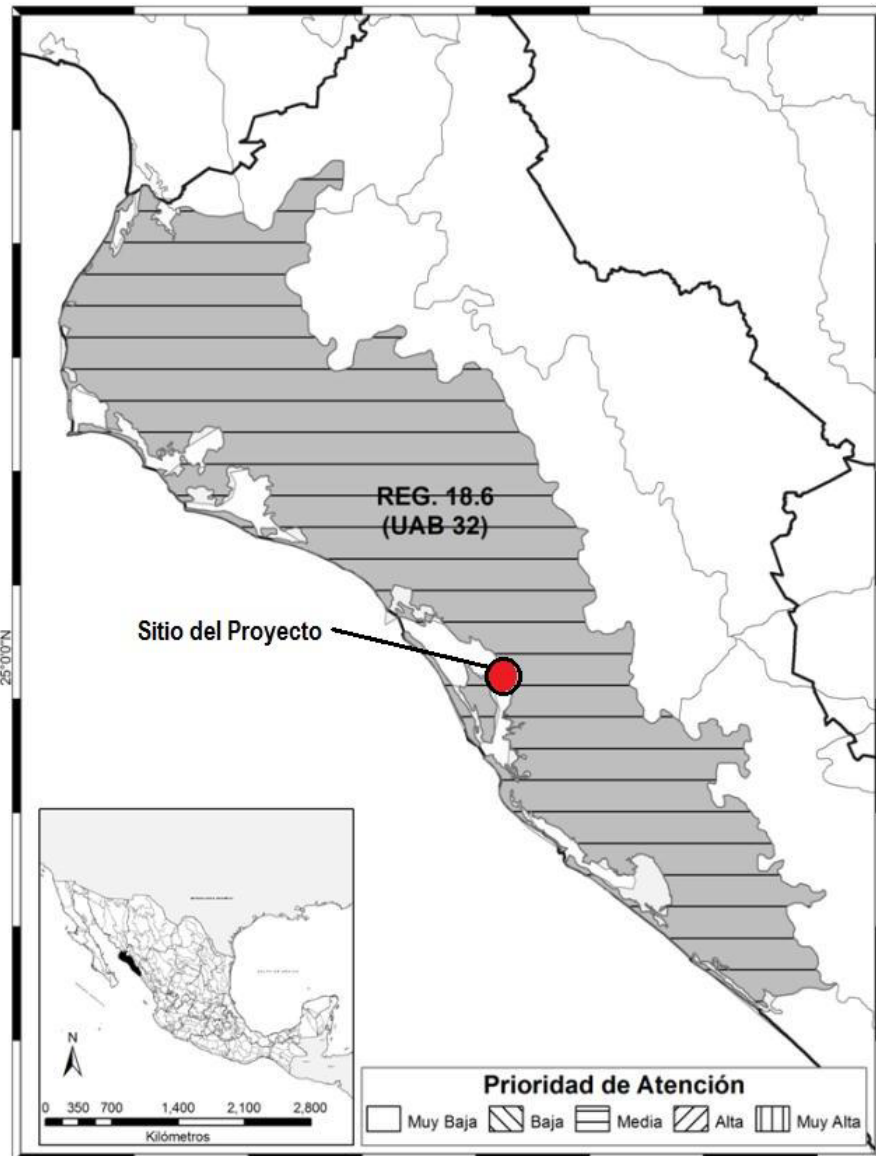 REG. 18.6
(UAB 32)
Sitio del Proyecto
25°0'0"N
N
0 350 700 1,400 2,100 2,800
Kilómetros
Prioridad de Atención
Muy Baja Baja Media Alta Muy Alta